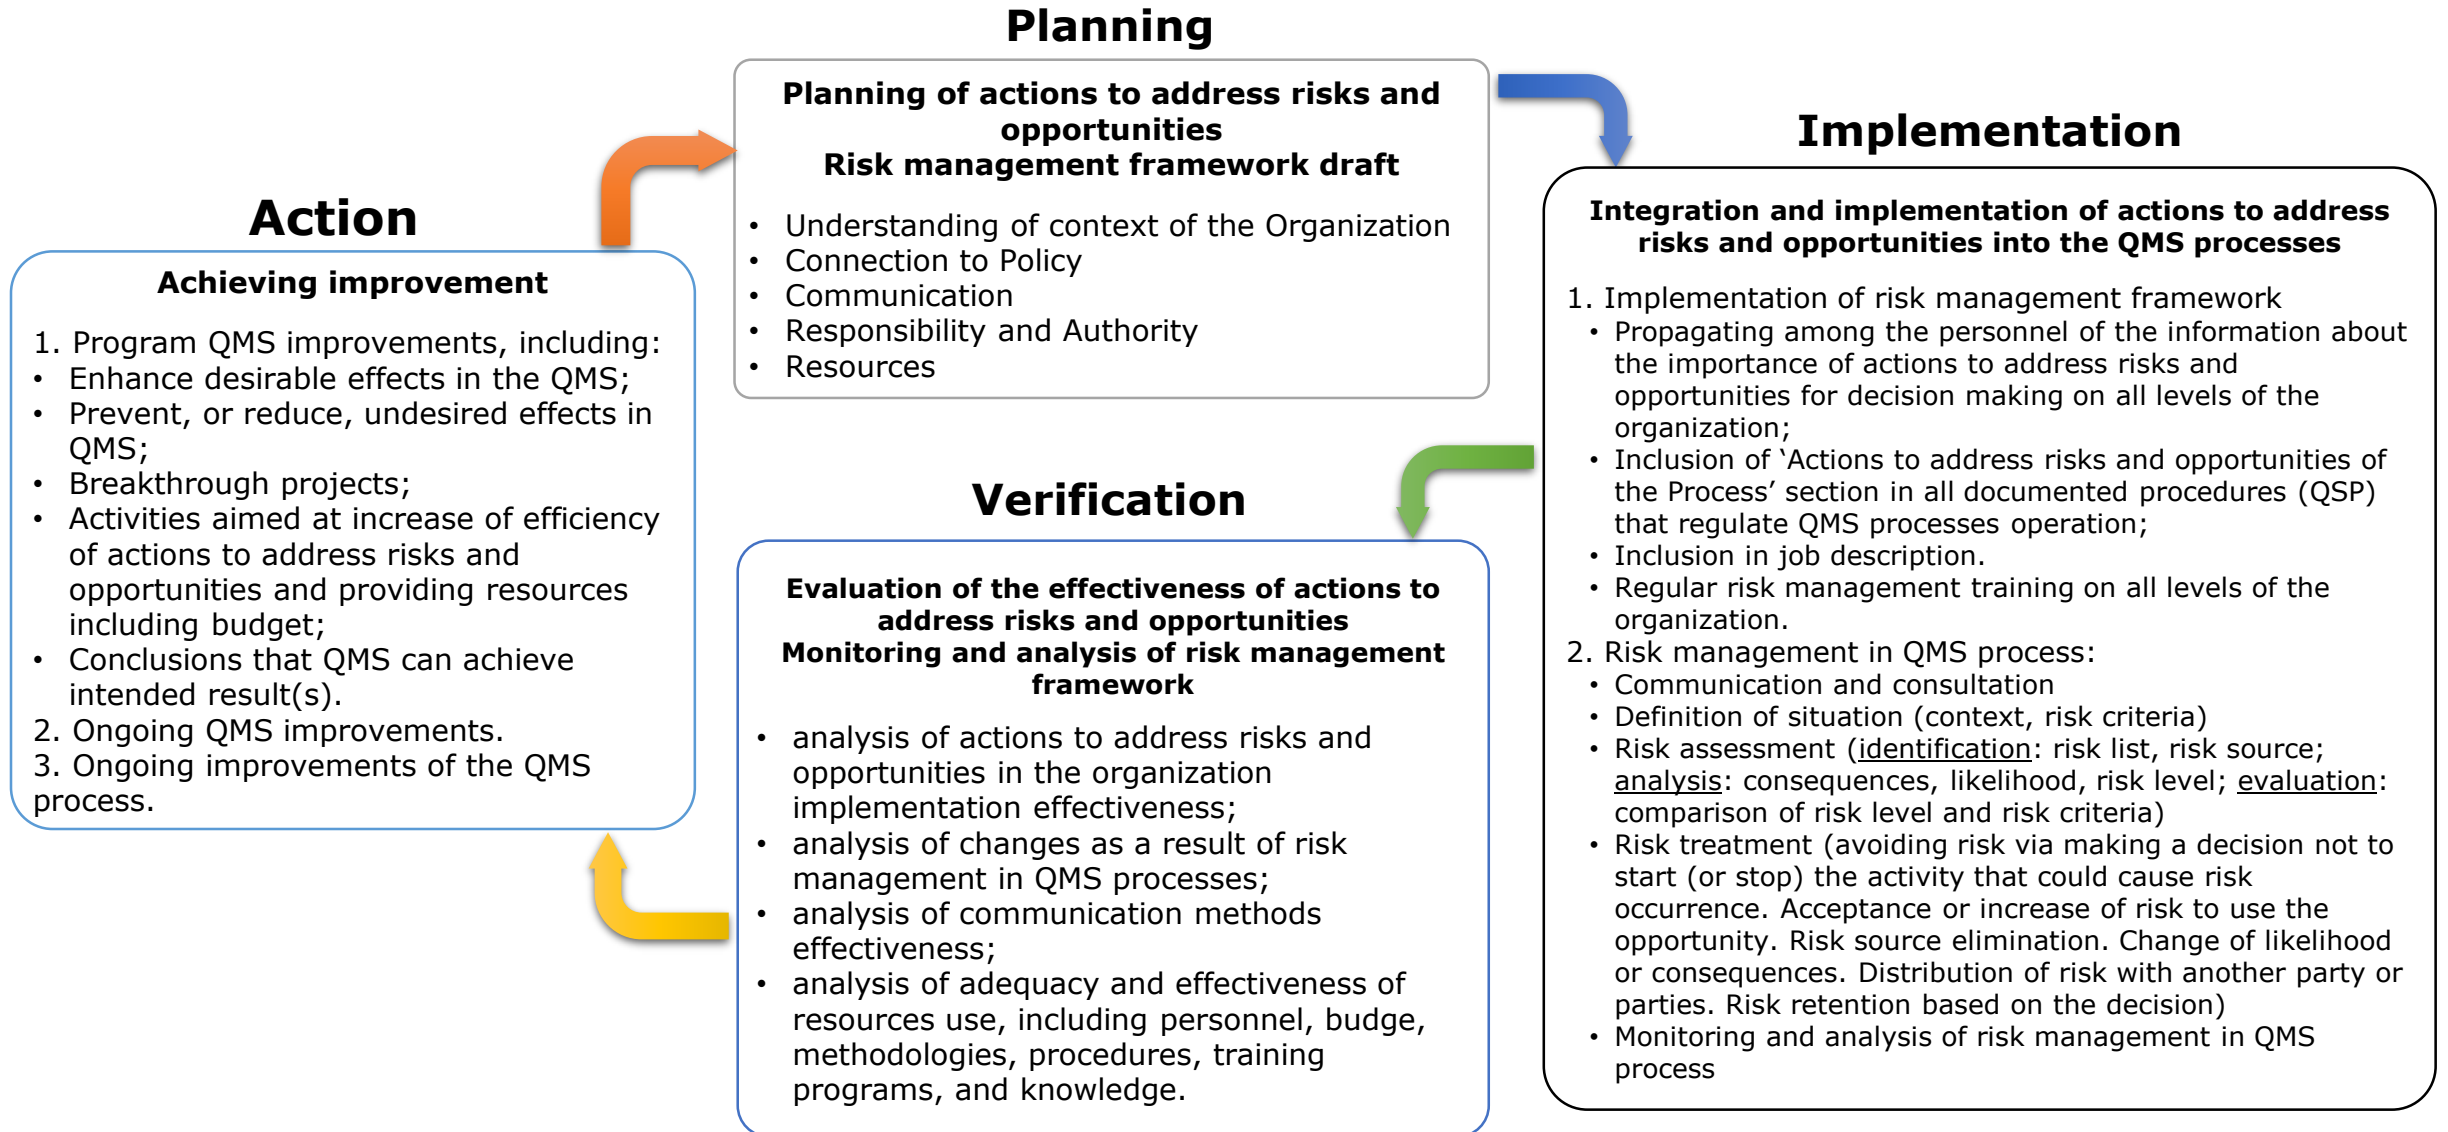 Planning
Planning of actions to address risks and
opportunities
Risk management framework draft
• Understanding of context of the Organization
• Connection to Policy
• Communication
• Responsibility and Authority
• Resources
Implementation
Integration and implementation of actions to address
risks and opportunities into the QMS processes
1. Implementation of risk management framework
• Propagating among the personnel of the information about
the importance of actions to address risks and
opportunities for decision making on all levels of the
organization;
• Inclusion of ‘Actions to address risks and opportunities of
the Process’ section in all documented procedures (QSP)
that regulate QMS processes operation;
• Inclusion in job description.
• Regular risk management training on all levels of the
organization.
2. Risk management in QMS process:
• Communication and consultation
• Definition of situation (context, risk criteria)
• Risk assessment (identification: risk list, risk source;
analysis: consequences, likelihood, risk level; evaluation:
comparison of risk level and risk criteria)
• Risk treatment (avoiding risk via making a decision not to
start (or stop) the activity that could cause risk
occurrence. Acceptance or increase of risk to use the
opportunity. Risk source elimination. Change of likelihood
or consequences. Distribution of risk with another party or
parties. Risk retention based on the decision)
• Monitoring and analysis of risk management in QMS
process
Verification
Evaluation of the effectiveness of actions to
address risks and opportunities
Monitoring and analysis of risk management
framework
• analysis of actions to address risks and
opportunities in the organization
implementation effectiveness;
• analysis of changes as a result of risk
management in QMS processes;
• analysis of communication methods
effectiveness;
• analysis of adequacy and effectiveness of
resources use, including personnel, budge,
methodologies, procedures, training
programs, and knowledge.
Action
Achieving improvement
1. Program QMS improvements, including:
• Enhance desirable effects in the QMS;
• Prevent, or reduce, undesired effects in
QMS;
• Breakthrough projects;
• Activities aimed at increase of efficiency
of actions to address risks and
opportunities and providing resources
including budget;
• Conclusions that QMS can achieve
intended result(s).
2. Ongoing QMS improvements.
3. Ongoing improvements of the QMS
process.